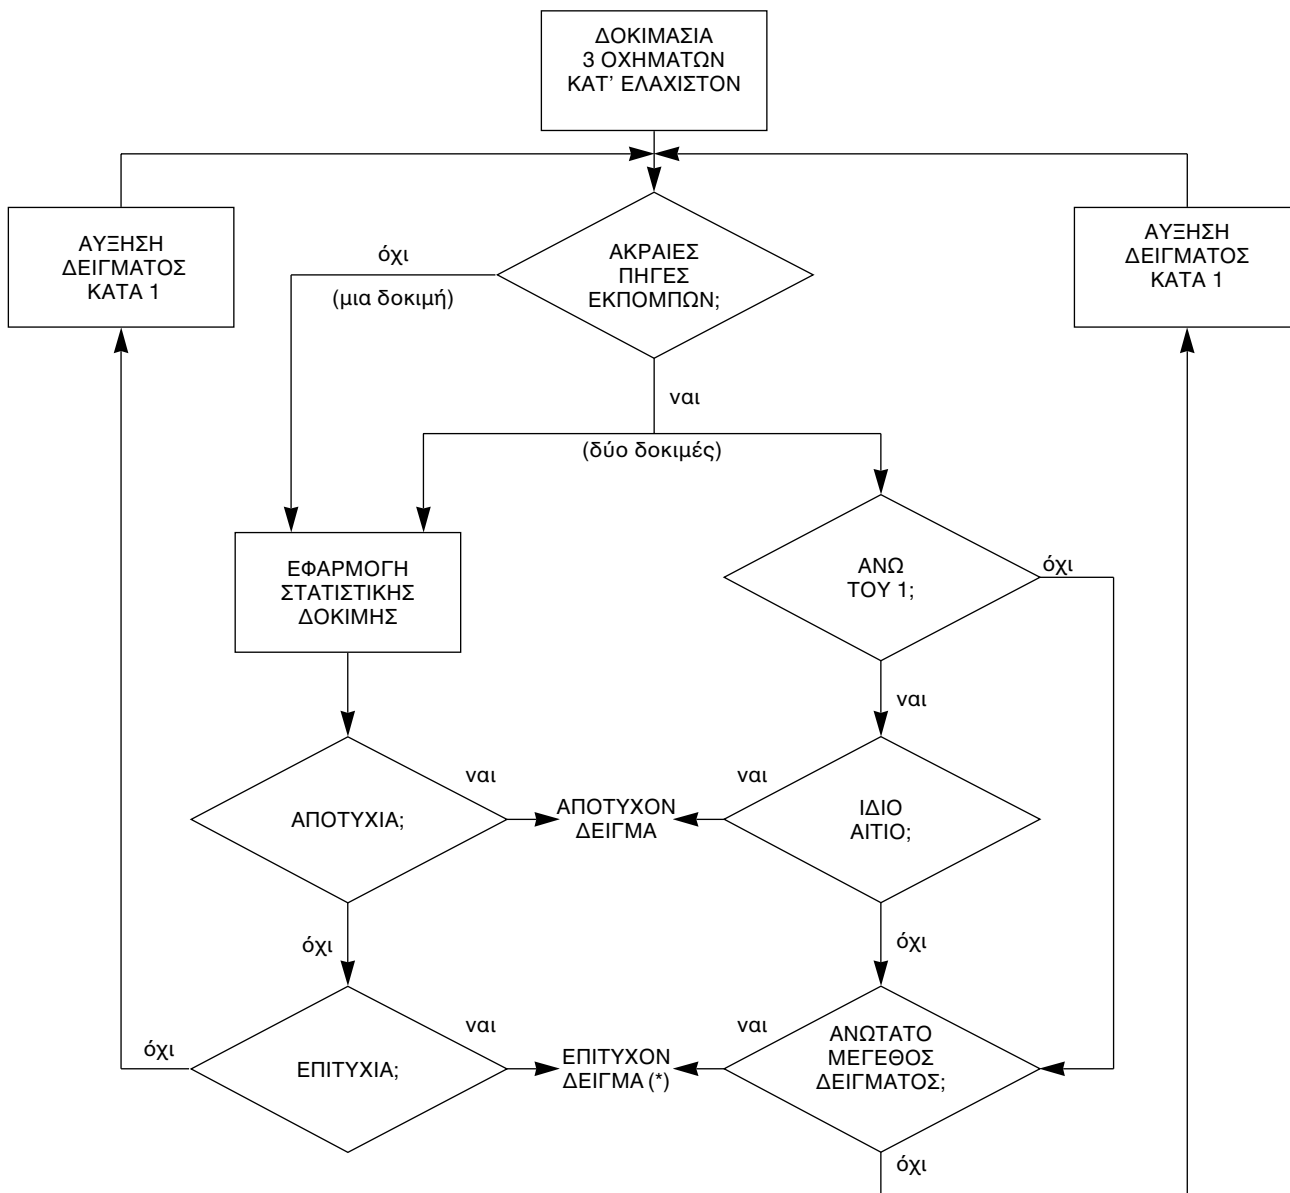 ΔΟΚΙΜΑΣΙΑ
3 ΟΧΗΜΑΤΩΝ
ΚΑΤ' ΕΛΑΧΙΣΤΟΝ
ΑΥΞΗΣΗ
ΔΕΙΓΜΑΤΟΣ
ΚΑΤΑ 1
όχι
(μια δοκιμή)
ΑΚΡΑΙΕΣ
ΠΗΓΕΣ
ΕΚΠΟΜΠΩΝ;
ΑΥΞΗΣΗ
ΔΕΙΓΜΑΤΟΣ
ΚΑΤΑ 1
ναι
(δύο δοκιμές)
ΕΦΑΡΜΟΓΗ
ΣΤΑΤΙΣΤΙΚΗΣ
ΔΟΚΙΜΗΣ
ΑΝΩ
ΤΟΥ 1;
όχι
ναι
ΑΠΟΤΥΧΙΑ;
ναι
ΑΠΟΤΥΧΟΝ
ΔΕΙΓΜΑ
ναι
ΙΔΙΟ
ΑΙΤΙΟ;
όχι
όχι
όχι
ΕΠΙΤΥΧΙΑ;
ναι
ΕΠΙΤΥΧΟΝ
ΔΕΙΓΜΑ (*)
ναι
ΑΝΩΤΑΤΟ
ΜΕΓΕΘΟΣ
ΔΕΙΓΜΑΤΟΣ;
όχι